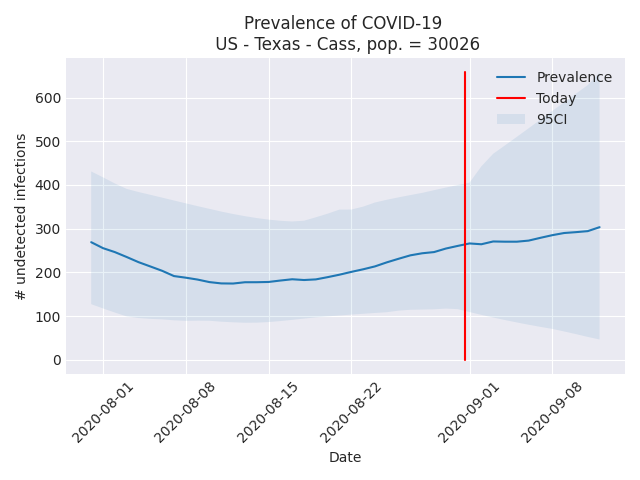 Prevalence of COVID-19
US - Texas - Cass, pop. = 30026
Prevalence
Today
95CI
# undetected infections
600
500
400
300
200
100
0
2020-08-01
2020-08-08
2020-08-15
2020-08-22
2020-09-01
2020-09-08
Date